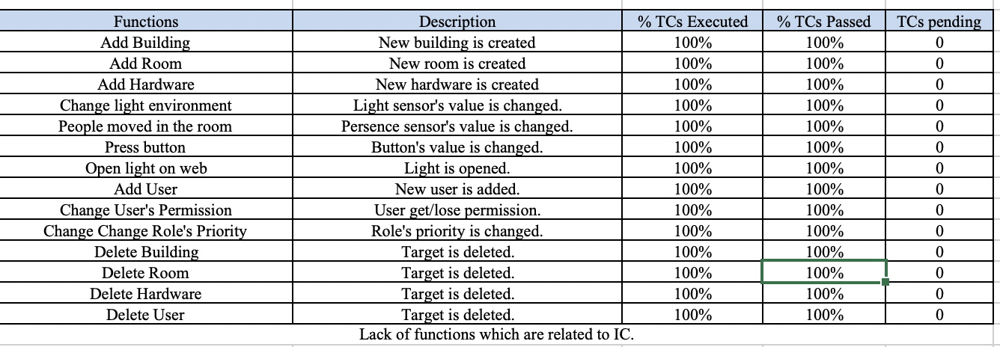 Functions Description % TCs Executed % TCs Passed TCs pending
Add Building New building is created 100% 100% 0
Add Room New room is created 100% 100% 0
Add Hardware New hardware is created 100% 100% 0
Change light environment Light sensor's value is changed. 100% 100% 0
People moved in the room Persence sensor's value is changed. 100% 100% 0
Press button Button's value is changed. 100% 100% 0
Open light on web Light is opened. 100% 100% 0
Add User New user is added. 100% 100% 0
Change User's Permission User get/lose permission. 100% 100% 0
Change Change Role's Priority Role's priority is changed. 100% 100% 0
Delete Building Target is deleted. 100% 100% 0
Delete Room Target is deleted. 100% 100% 0
Delete Hardware Target is deleted. 100% 100% 0
Delete User Target is deleted. 100% 100% 0
Lack of functions which are related to IC.